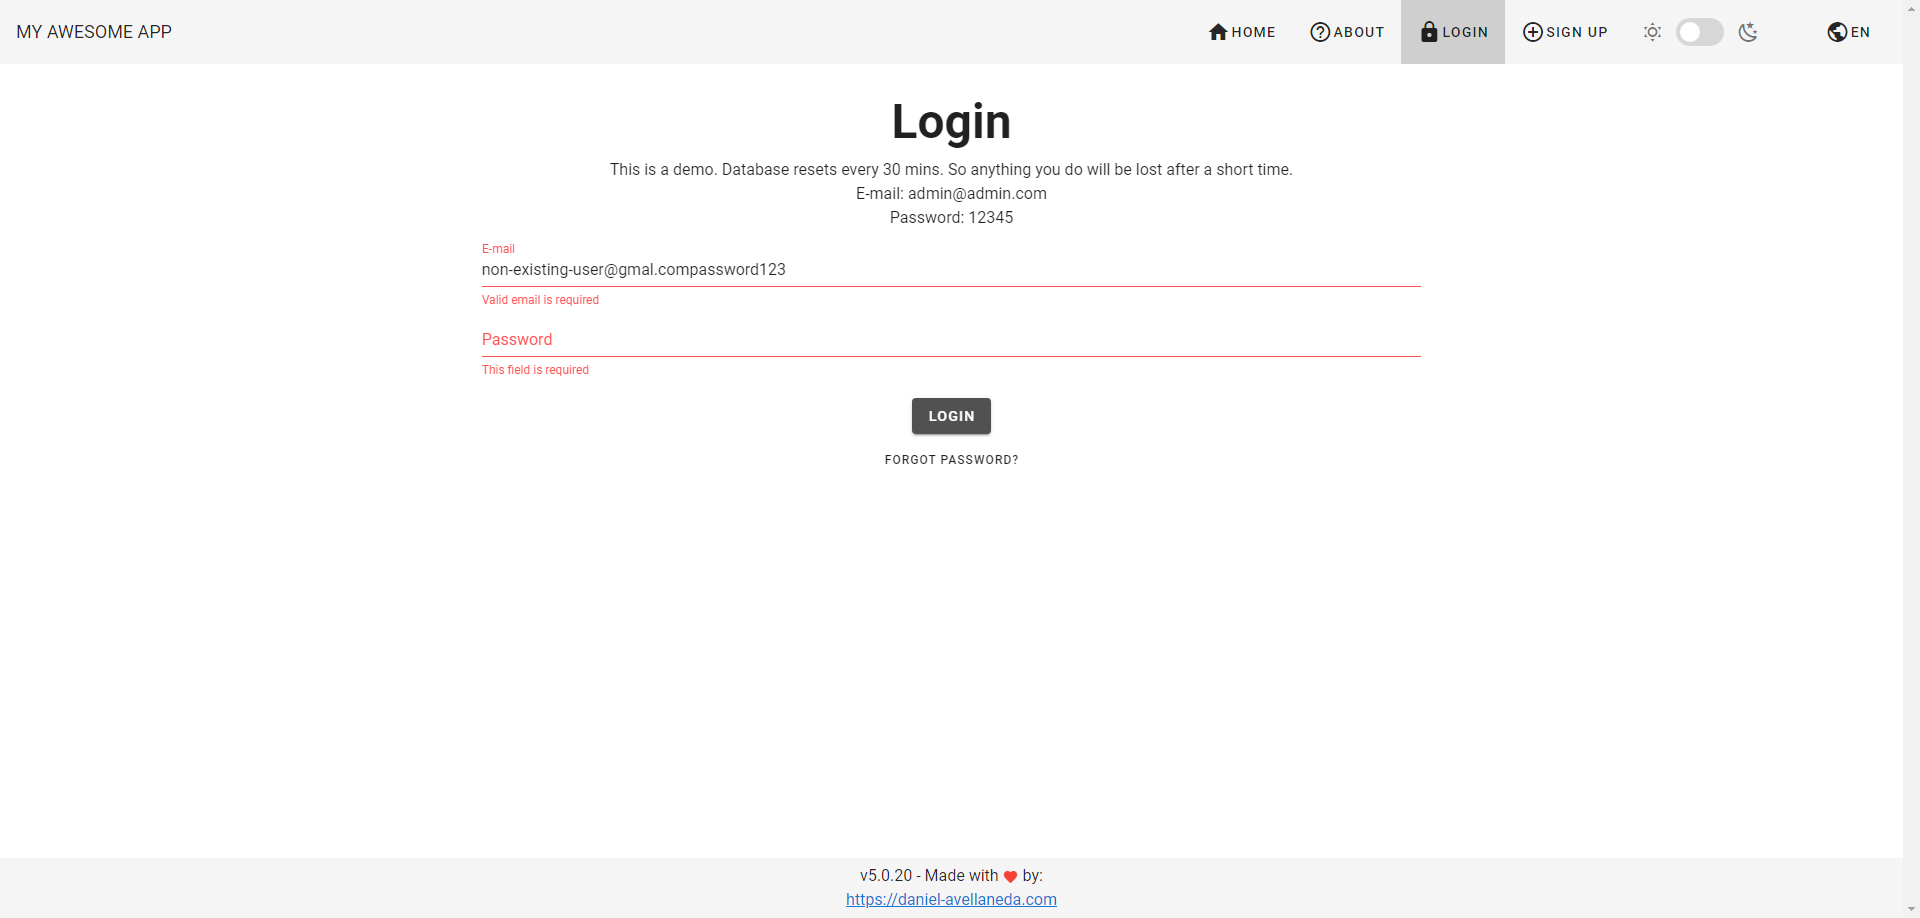 MY AWESOME APP
HOME
ABOUT
LOGIN
SIGN UP
EN
Login
This is a demo. Database resets every 30 mins. So anything you do will be lost after a short time.
E-mail: admin@admin.com
Password: 12345
E-mail
non-existing-user@gmal.compassword123
Valid email is required
Password
This field is required
LOGIN
FORGOT PASSWORD?
v5.0.20 - Made with ❤ by:
https://daniel-avellaneda.com